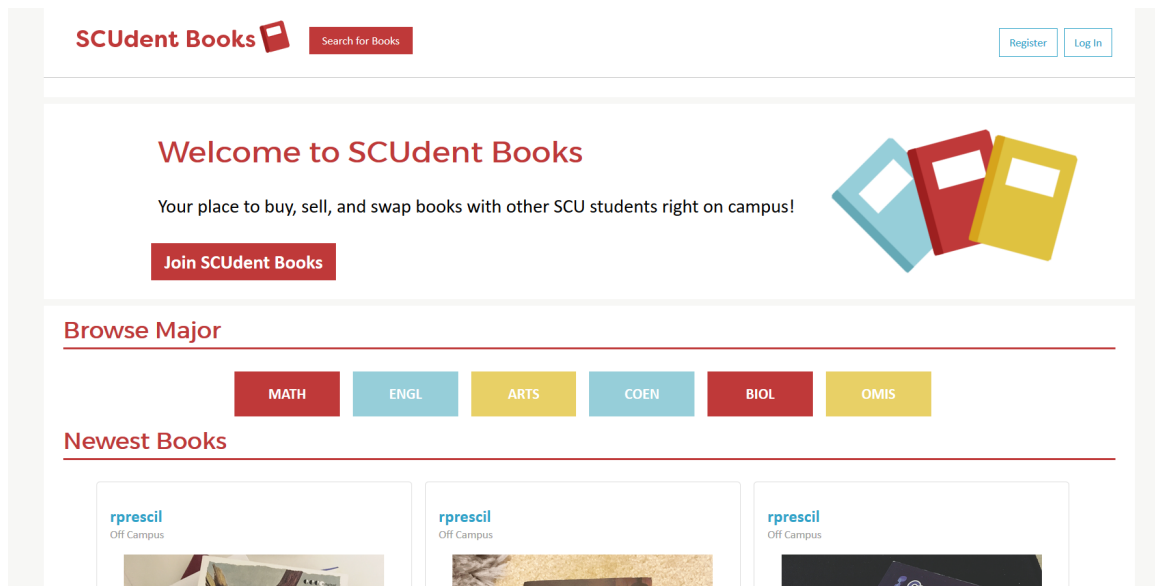 SCUdent Books
Search for Books
Register
Log In
Welcome to SCUdent Books
Your place to buy, sell, and swap books with other SCU students right on campus!
Join SCUdent Books
Browse Major
MATH ENGL ARTS COEN BIOL OMIS
Newest Books
rprescil
Off Campus
rprescil
Off Campus
rprescil
Off Campus